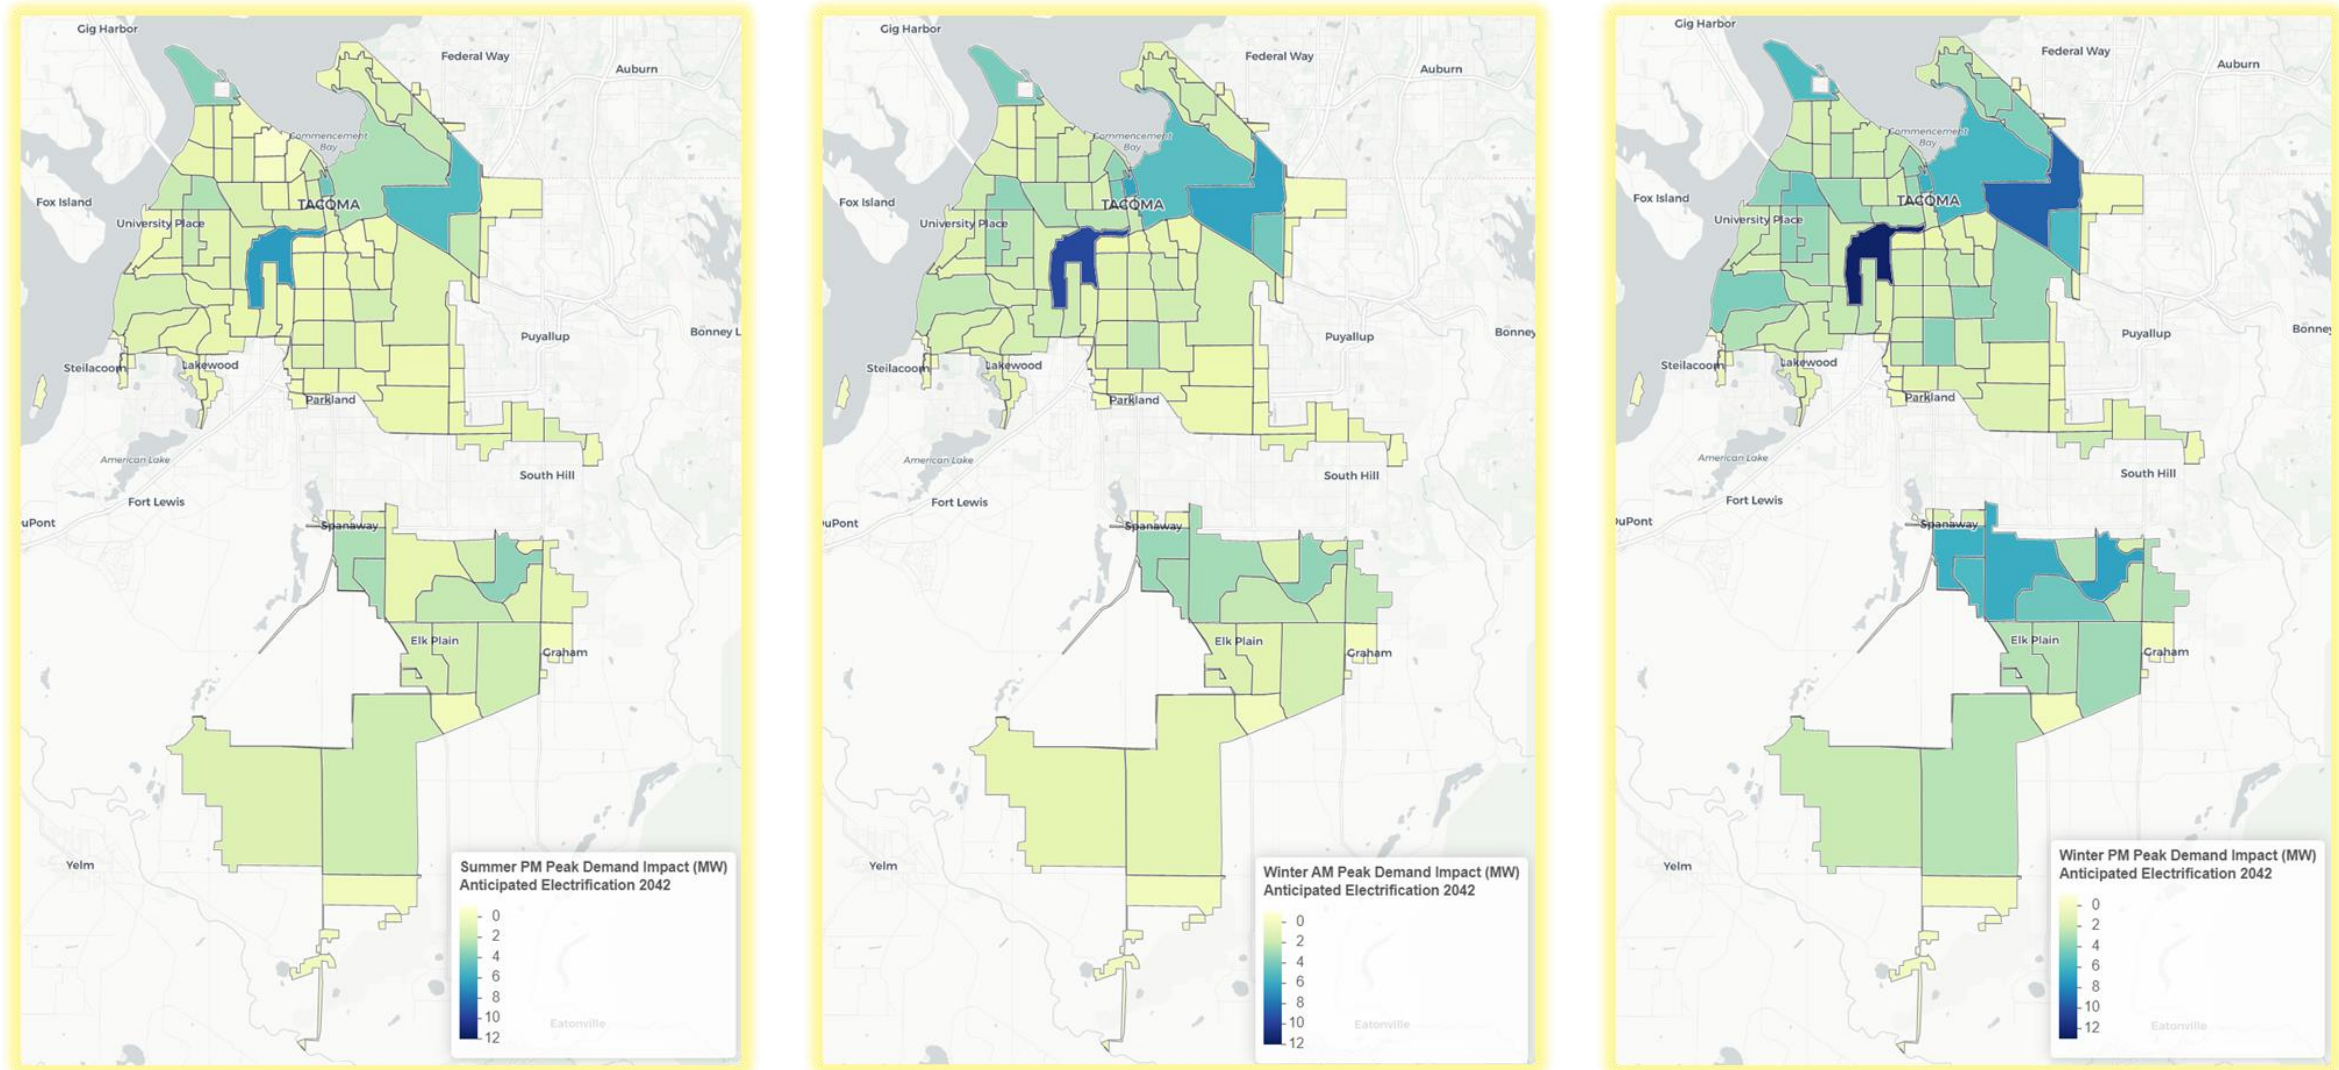 Gig Harbor
Federal Way
Auburn
Commencement
Bay
Fox Island
TACOMA
University Place
Bonney L
Puyallup
Steilacoom
Lakewood
Parkland
American Lake
South Hill
Fort Lewis
uPont
Spanaway
Elk Plain
Graham
Yelm
Summer PM Peak Demand Impact (MW)
Anticipated Electrification 2042
0
2
4
6
8
10
12
Eatonville
Gig Harbor
Federal Way
Auburn
Commencement
Bay
Fox Island
TACOMA
University Place
Bonney
Puyallup
Steilacoom
Lakewood
Parkland
American Lake
South Hill
Fort Lewis
uPont
Spanaway
Elk Plain
Graham
Yelm
Winter AM Peak Demand Impact (MW)
Anticipated Electrification 2042
0
2
4
6
8
10
12
Eatonville
Gig Harbor
Federal Way
Auburn
Commencement
Bay
Fox Island
TACOMA
University Place
Bonney
Puyallup
Steilacoom
Lakewood
Parkland
American Lake
South Hill
Fort Lewis
DuPont
Spanaway
Elk Plain
Graham
Yelm
Winter PM Peak Demand Impact (MW)
Anticipated Electrification 2042
0
2
4
6
8
10
12
Eatonville